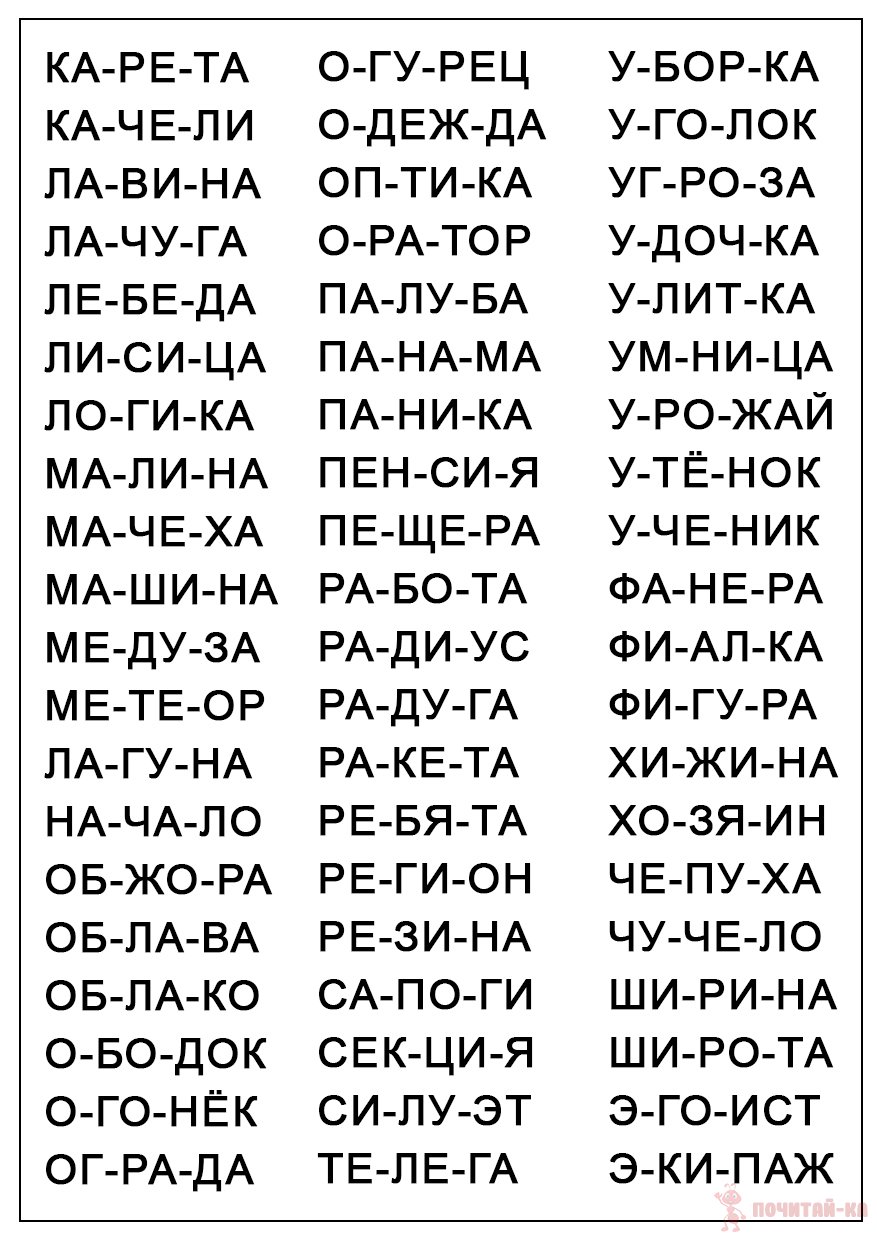 КА-РЕ-ТА
КА-ЧЕ-ЛИ
ЛА-ВИ-НА
ЛА-ЧУ-ГА
ЛЕ-БЕ-ДА
ЛИ-СИ-ЦА
ЛО-ГИ-КА
МА-ЛИ-НА
МА-ЧЕ-ХА
МА-ШИ-НА
МЕ-ДУ-ЗА
МЕ-ТЕ-ОР
ЛА-ГУ-НА
НА-ЧА-ЛО
ОБ-ЖО-РА
ОБ-ЛА-ВА
ОБ-ЛА-КО
О-БО-ДОК
О-ГО-НЁК
ОГ-РА-ДА
О-ГУ-РЕЦ
О-ДЕЖ-ДА
ОП-ТИ-КА
О-РА-ТОР
ПА-ЛУ-БА
ПА-НА-МА
ПА-НИ-КА
ПЕН-СИ-Я
ПЕ-ЩЕ-РА
РА-БО-ТА
РА-ДИ-УС
РА-ДУ-ГА
РА-КЕ-ТА
РЕ-БЯ-ТА
РЕ-ГИ-ОН
РЕ-ЗИ-НА
СА-ПО-ГИ
СЕК-ЦИ-Я
СИ-ЛУ-ЭТ
ТЕ-ЛЕ-ГА
У-БОР-КА
У-ГО-ЛОК
УГ-РО-ЗА
У-ДОЧ-КА
У-ЛИТ-КА
УМ-НИ-ЦА
У-РО-ЖАЙ
У-ТЁ-НОК
У-ЧЕ-НИК
ФА-НЕ-РА
ФИ-АЛ-КА
ФИ-ГУ-РА
ХИ-ЖИ-НА
ХО-ЗЯ-ИН
ЧЕ-ПУ-ХА
ЧУ-ЧЕ-ЛО
ШИ-РИ-НА
ШИ-РО-ТА
Э-ГО-ИСТ
Э-КИ-ПАЖ
ПОЧИТАЙ-КА